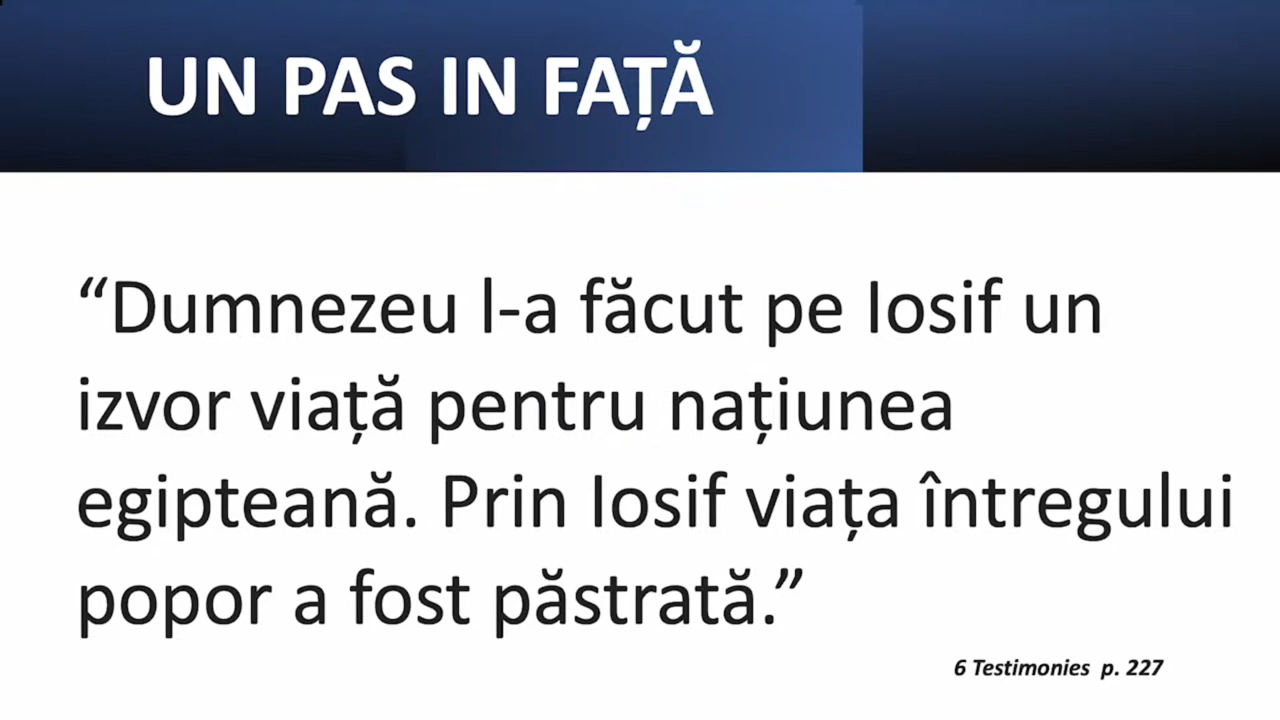 UN PAS IN FAȚĂ
“Dumnezeu l-a făcut pe Iosif un
izvor viață pentru națiunea
egipteană. Prin Iosif viața întregului
popor a fost păstrată.”
6 Testimonies p. 227